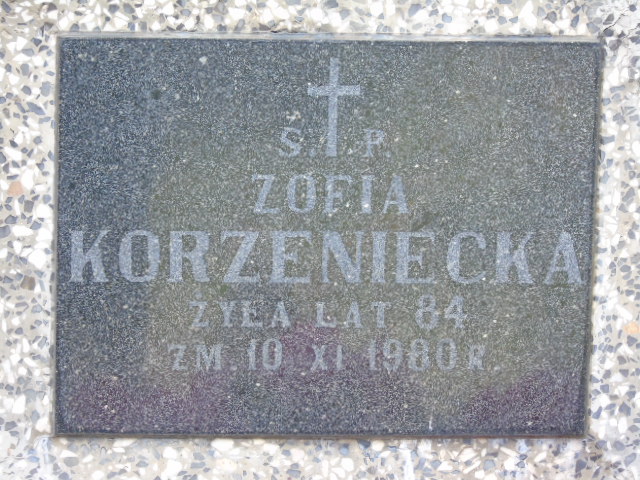 Ś. P.
ZOFIA
KORZENIECKA
ŻYŁA LAT 84
ZM. 10 XI 1980 R.